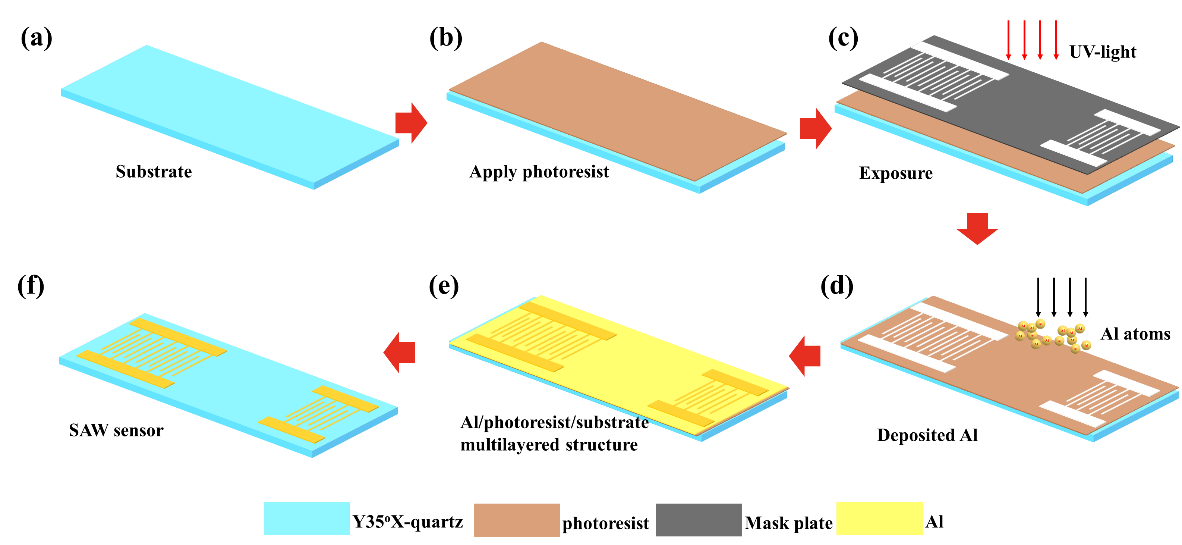 (a)
(b)
(c)
UV-light
Substrate
Apply photoresist
Exposure
(f)
(e)
(d)
Al atoms
SAW sensor
Al/photoresist/substrate
multilayered structure
Deposited Al
Y35°X-quartz
photoresist
Mask plate
Al